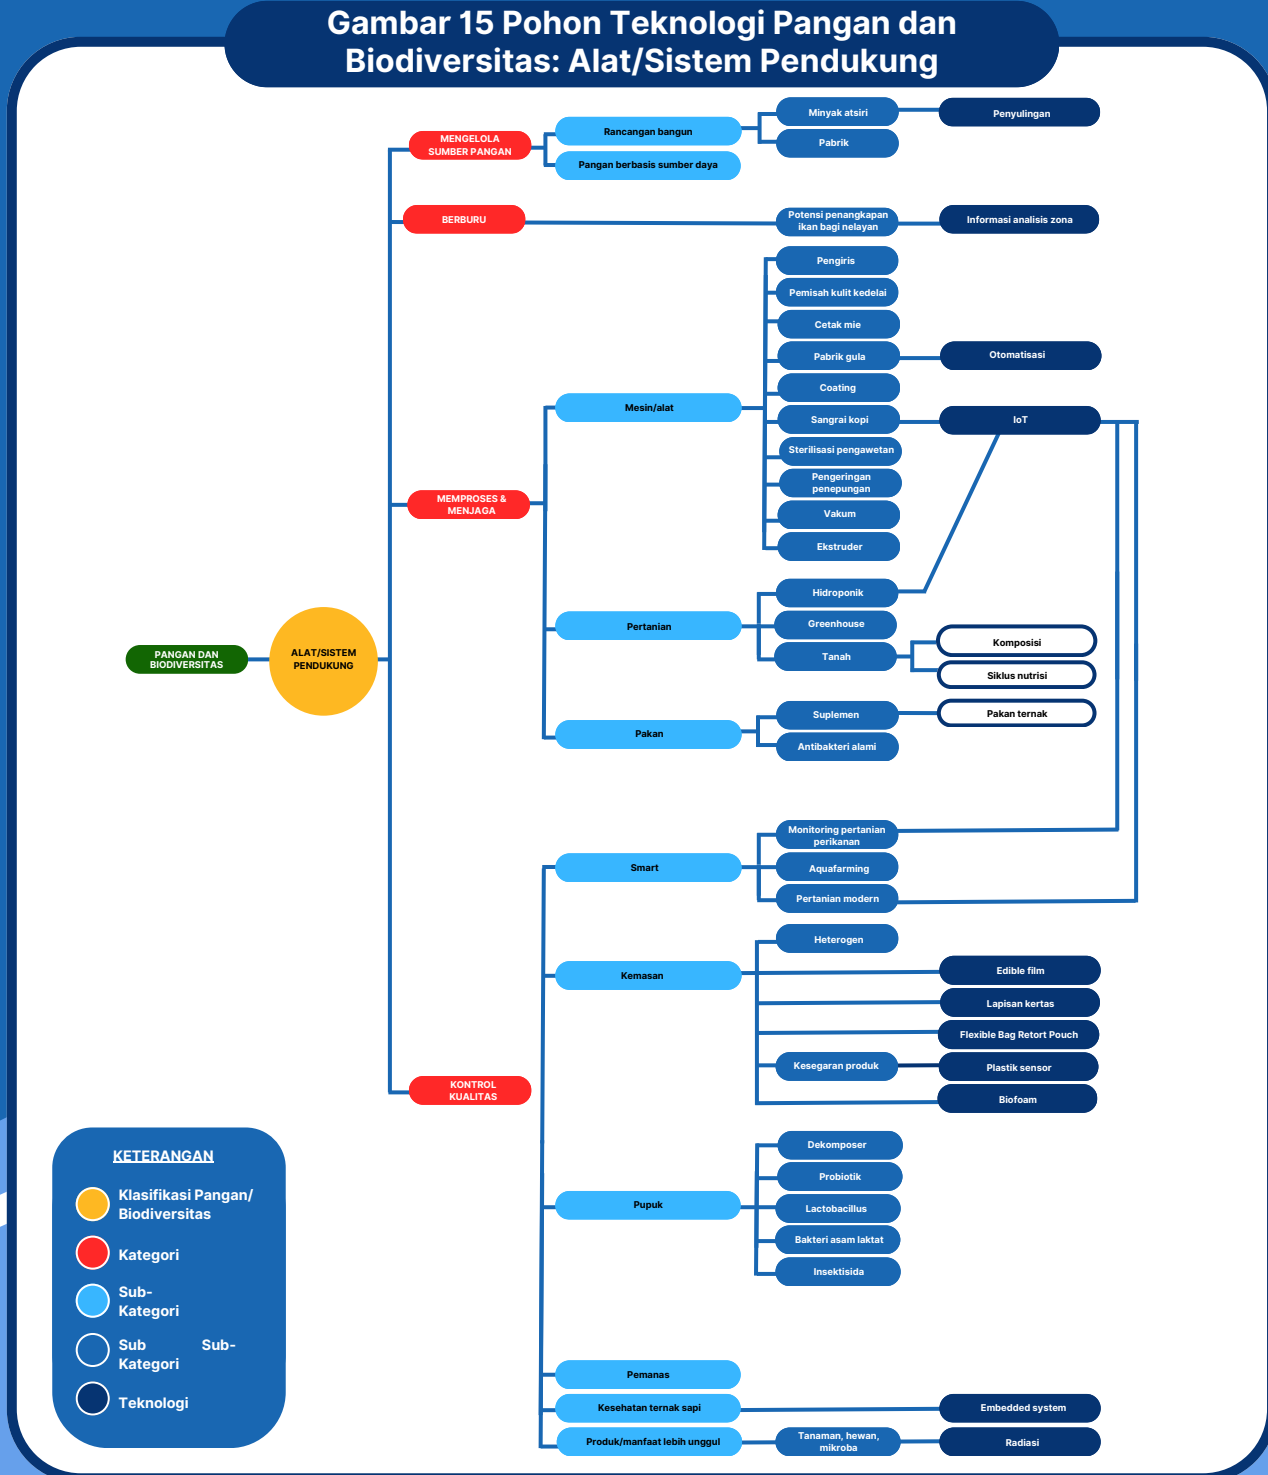 Gambar 15 Pohon Teknologi Pangan dan
Biodiversitas: Alat/Sistem Pendukung
MENGELOLA
SUMBER PANGAN
Rancangan bangun
Pangan berbasis sumber daya
Minyak atsiri
Pabrik
Penyulingan
BERBURU
Potensi penangkapan
ikan bagi nelayan
Informasi analisis zona
MEMPROSES &
MENJAGA
Mesin/alat
Pengiris
Pemisah kulit kedelai
Cetak mie
Pabrik gula
Otomatisasi
Coating
Sangrai kopi
IoT
Sterilisasi pengawetan
Pengeringan
penepungan
Vakum
Ekstruder
Pertanian
Hidroponik
Greenhouse
Tanah
Komposisi
Siklus nutrisi
Pakan
Suplemen
Pakan ternak
Antibakteri alami
PANGAN DAN
BIODIVERSITAS
ALAT/SISTEM
PENDUKUNG
KONTROL
KUALITAS
Smart
Monitoring pertanian
perikanan
Aquafarming
Pertanian modern
Kemasan
Heterogen
Edible film
Lapisan kertas
Flexible Bag Retort Pouch
Kesegaran produk
Plastik sensor
Biofoam
Pupuk
Dekomposer
Probiotik
Lactobacillus
Bakteri asam laktat
Insektisida
Pemanas
Kesehatan ternak sapi
Embedded system
Produk/manfaat lebih unggul
Tanaman, hewan,
mikroba
Radiasi
KETERANGAN
Klasifikasi Pangan/
Biodiversitas
Kategori
Sub-
Kategori
Sub Sub-
Kategori
Teknologi